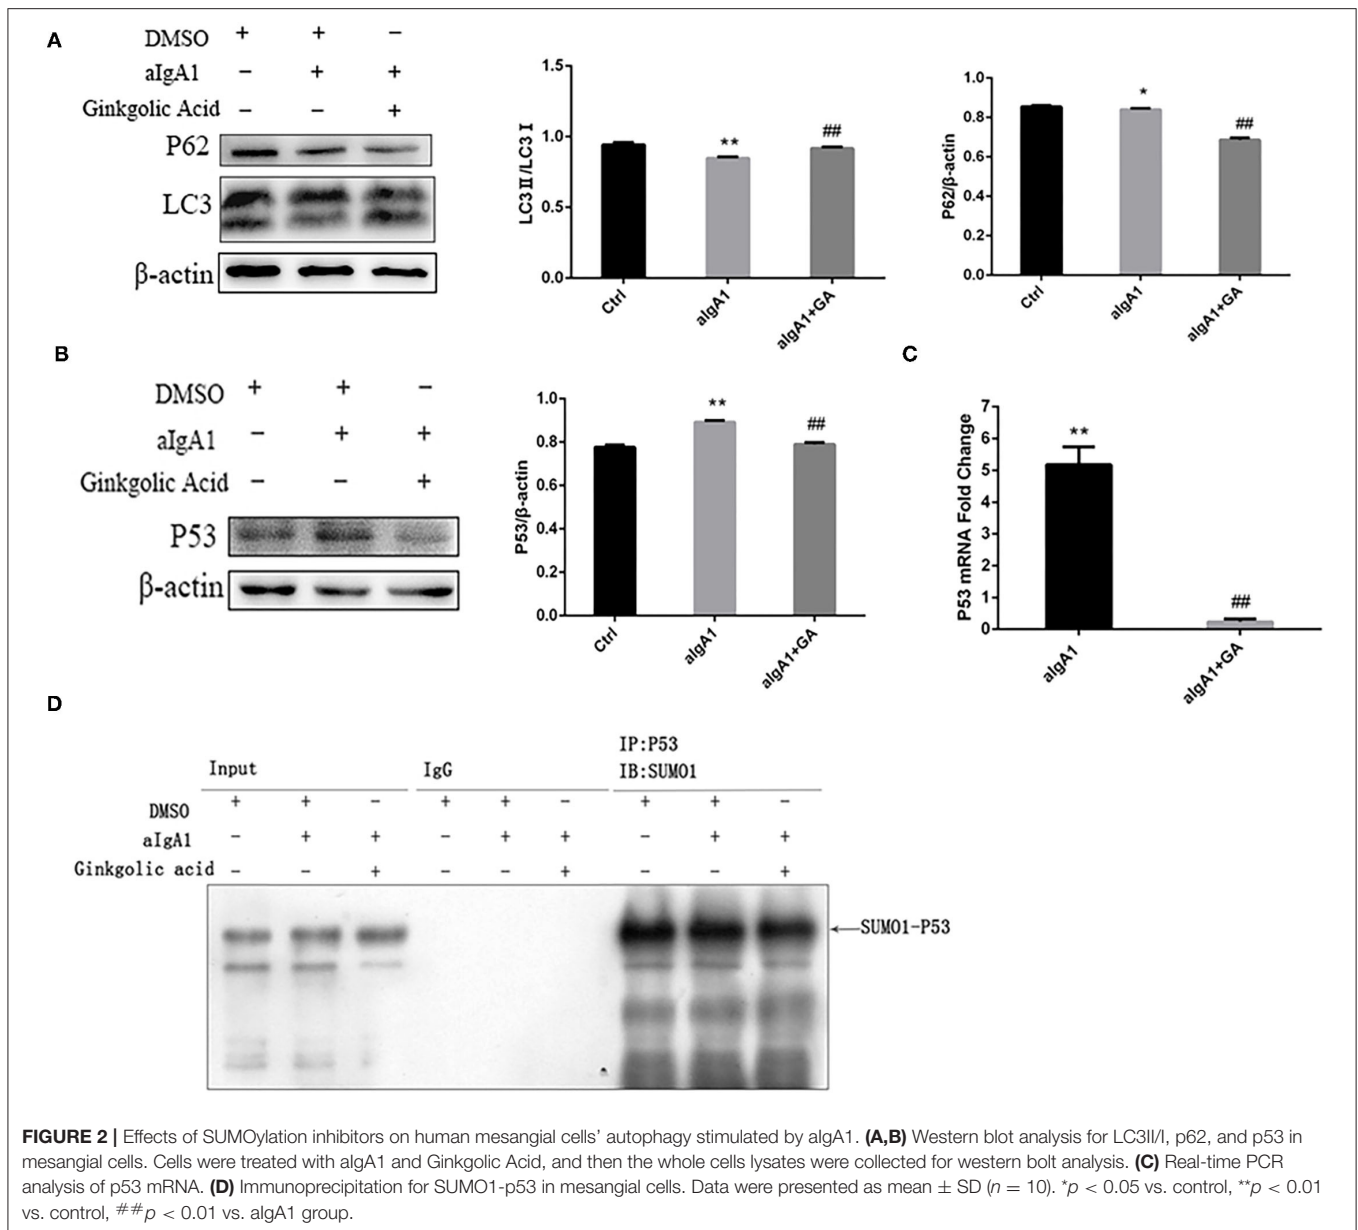 A
DMSO + + −
aIgA1 − + +
Ginkgolic Acid − − +
P62
LC3
β-actin
1.5
1.0
0.5
0.0
LC3Ⅱ/LC3Ⅰ
** ##
Ctrl aIgA1 aIgA1+GA
1.0
0.8
0.6
0.4
0.2
0.0
P62/β-actin
* ##
Ctrl aIgA1 aIgA1+GA
B
DMSO + + −
aIgA1 − + +
Ginkgolic Acid − − +
P53
β-actin
1.0
0.8
0.6
0.4
0.2
0.0
P53/β-actin
** ##
Ctrl aIgA1 aIgA1+GA
C
7
6
5
4
3
2
1
0
P53 mRNA Fold Change
** ##
aIgA1 aIgA1+GA
D
Input IgG IP:P53
IB:SUMO1
DMSO + + − + + − + + −
aIgA1 − + + − + + − + +
Ginkgolic acid − − + − − + − − +
SUMO1-P53
FIGURE 2 | Effects of SUMOylation inhibitors on human mesangial cells' autophagy stimulated by aIgA1. (A,B) Western blot analysis for LC3II/I, p62, and p53 in
mesangial cells. Cells were treated with aIgA1 and Ginkgolic Acid, and then the whole cells lysates were collected for western bolt analysis. (C) Real-time PCR
analysis of p53 mRNA. (D) Immunoprecipitation for SUMO1-p53 in mesangial cells. Data were presented as mean ± SD (n = 10). *p < 0.05 vs. control, **p < 0.01
vs. control, ##p < 0.01 vs. aIgA1 group.